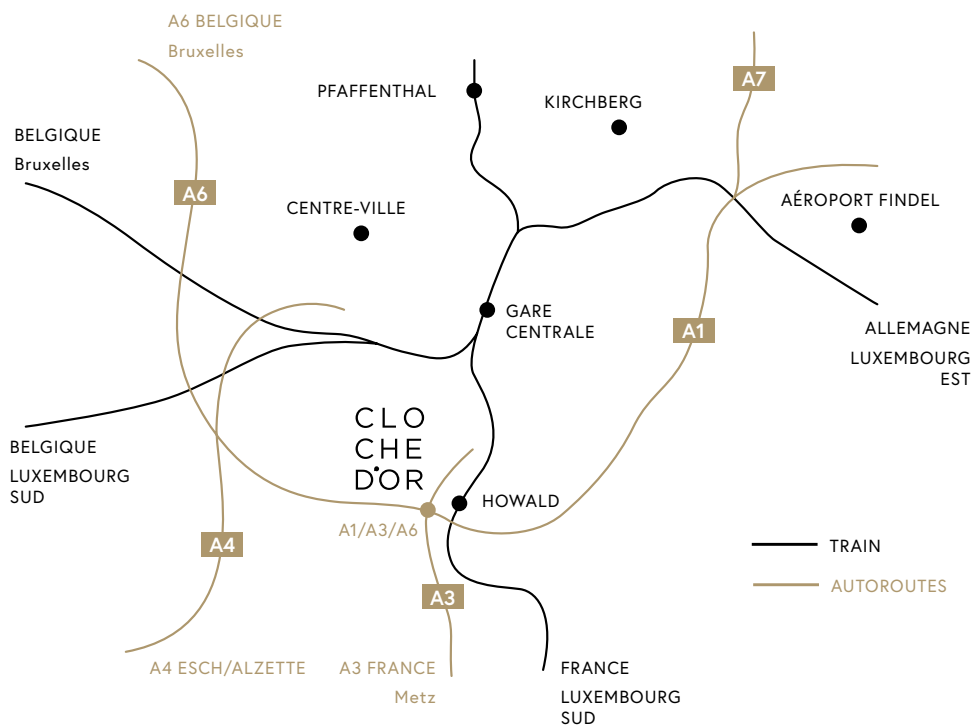 A6 BELGIQUE
Bruxelles
A7
PFAFFENTHAL
KIRCHBERG
BELGIQUE
Bruxelles
A6
CENTRE-VILLE
AÉROPORT FINDEL
GARE
CENTRALE
A1
ALLEMAGNE
LUXEMBOURG
EST
CLO
CHE
D'OR
BELGIQUE
LUXEMBOURG
SUD
HOWALD
A1/A3/A6
A4
TRAIN
A3
AUTOROUTES
A4 ESCH/ALZETTE
A3 FRANCE
Metz
FRANCE
LUXEMBOURG
SUD